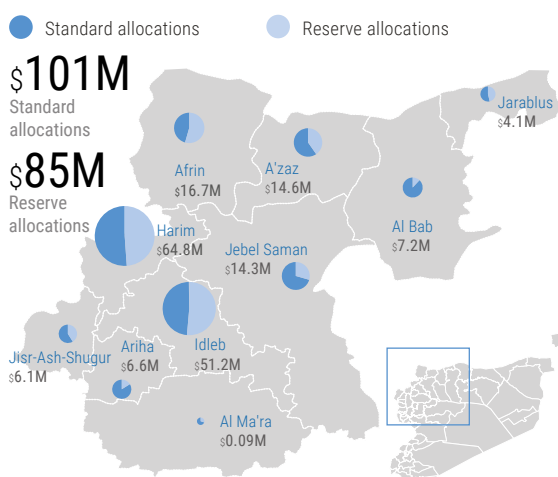 Standard allocations
Reserve allocations
$101M
Standard
allocations
$85M
Reserve
allocations
Jarablus
$4.1M
Afrin
$16.7M
A'zaz
$14.6M
Al Bab
$7.2M
Harim
$64.8M
Jebel Saman
$14.3M
Idleb
$51.2M
Ariha
$6.6M
Jisr-Ash-Shugur
$6.1M
Al Ma'ra
$0.09M